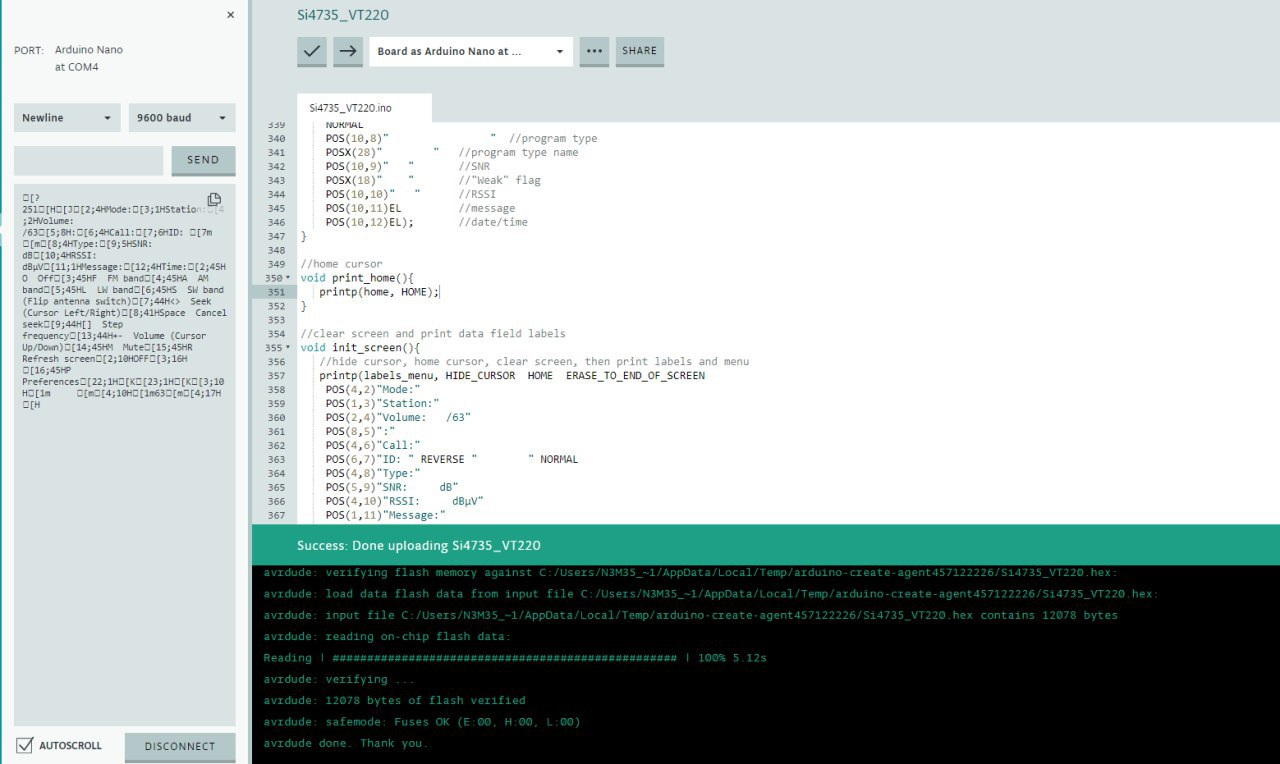 ×
PORT: Arduino Nano
at COM4
Newline
9600 baud
SEND
□[?
25l□[H□[J□[2;4HMode:□[3;1HStation:□[4
;2HVolume:
/63□[5;8H:□[6;4HCall:□[7;6HID: □[7m
□[m□[8;4HType:□[9;5HSNR:
dB□[10;4HRSSI:
dBµV□[11;1HMessage:□[12;4HTime:□[2;45H
O  Off□[3;45HF  FM band□[4;45HA  AM
band□[5;45HL  LW band□[6;45HS  SW band
(Flip antenna switch)□[7;44H<>  Seek
(Cursor Left/Right)□[8;41HSpace  Cancel
seek□[9;44H[]  Step
frequency□[13;44H+-  Volume (Cursor
Up/Down)□[14;45HM  Mute□[15;45HR
Refresh screen□[2;10HOFF□[3;16H
□[16;45HP
Preferences□[22;1H□[K□[23;1H□[K□[3;10
H□[1m     □[m□[4;10H□[1m63□[m□[4;17H
□[H
AUTOSCROLL
DISCONNECT
Si4735_VT220
Board as Arduino Nano at ...
SHARE
Si4735_VT220.ino
339 NORMAL
340 POS(10,8)"                " //program type
341 POSX(28)"        " //program type name
342 POS(10,9)"   " //SNR
343 POSX(18)"    " //"Weak" flag
344 POS(10,10)"   " //RSSI
345 POS(10,11)EL //message
346 POS(10,12)EL); //date/time
347 }
348
349 //home cursor
350 void print_home(){
351 printp(home, HOME);
352 }
353
354 //clear screen and print data field labels
355 void init_screen(){
356 //hide cursor, home cursor, clear screen, then print labels and menu
357 printp(labels_menu, HIDE_CURSOR  HOME  ERASE_TO_END_OF_SCREEN
358 POS(4,2)"Mode:"
359 POS(1,3)"Station:"
360 POS(2,4)"Volume:   /63"
361 POS(8,5)":"
362 POS(4,6)"Call:"
363 POS(6,7)"ID: " REVERSE "        " NORMAL
364 POS(4,8)"Type:"
365 POS(5,9)"SNR:     dB"
366 POS(4,10)"RSSI:     dBµV"
367 POS(1,11)"Message:"
Success: Done uploading Si4735_VT220
avrdude: verifying flash memory against C:/Users/N3M35_~1/AppData/Local/Temp/arduino-create-agent457122226/Si4735_VT220.hex:
avrdude: load data flash data from input file C:/Users/N3M35_~1/AppData/Local/Temp/arduino-create-agent457122226/Si4735_VT220.hex:
avrdude: input file C:/Users/N3M35_~1/AppData/Local/Temp/arduino-create-agent457122226/Si4735_VT220.hex contains 12078 bytes
avrdude: reading on-chip flash data:
Reading | ################################################## | 100% 5.12s
avrdude: verifying ...
avrdude: 12078 bytes of flash verified
avrdude: safemode: Fuses OK (E:00, H:00, L:00)
avrdude done. Thank you.